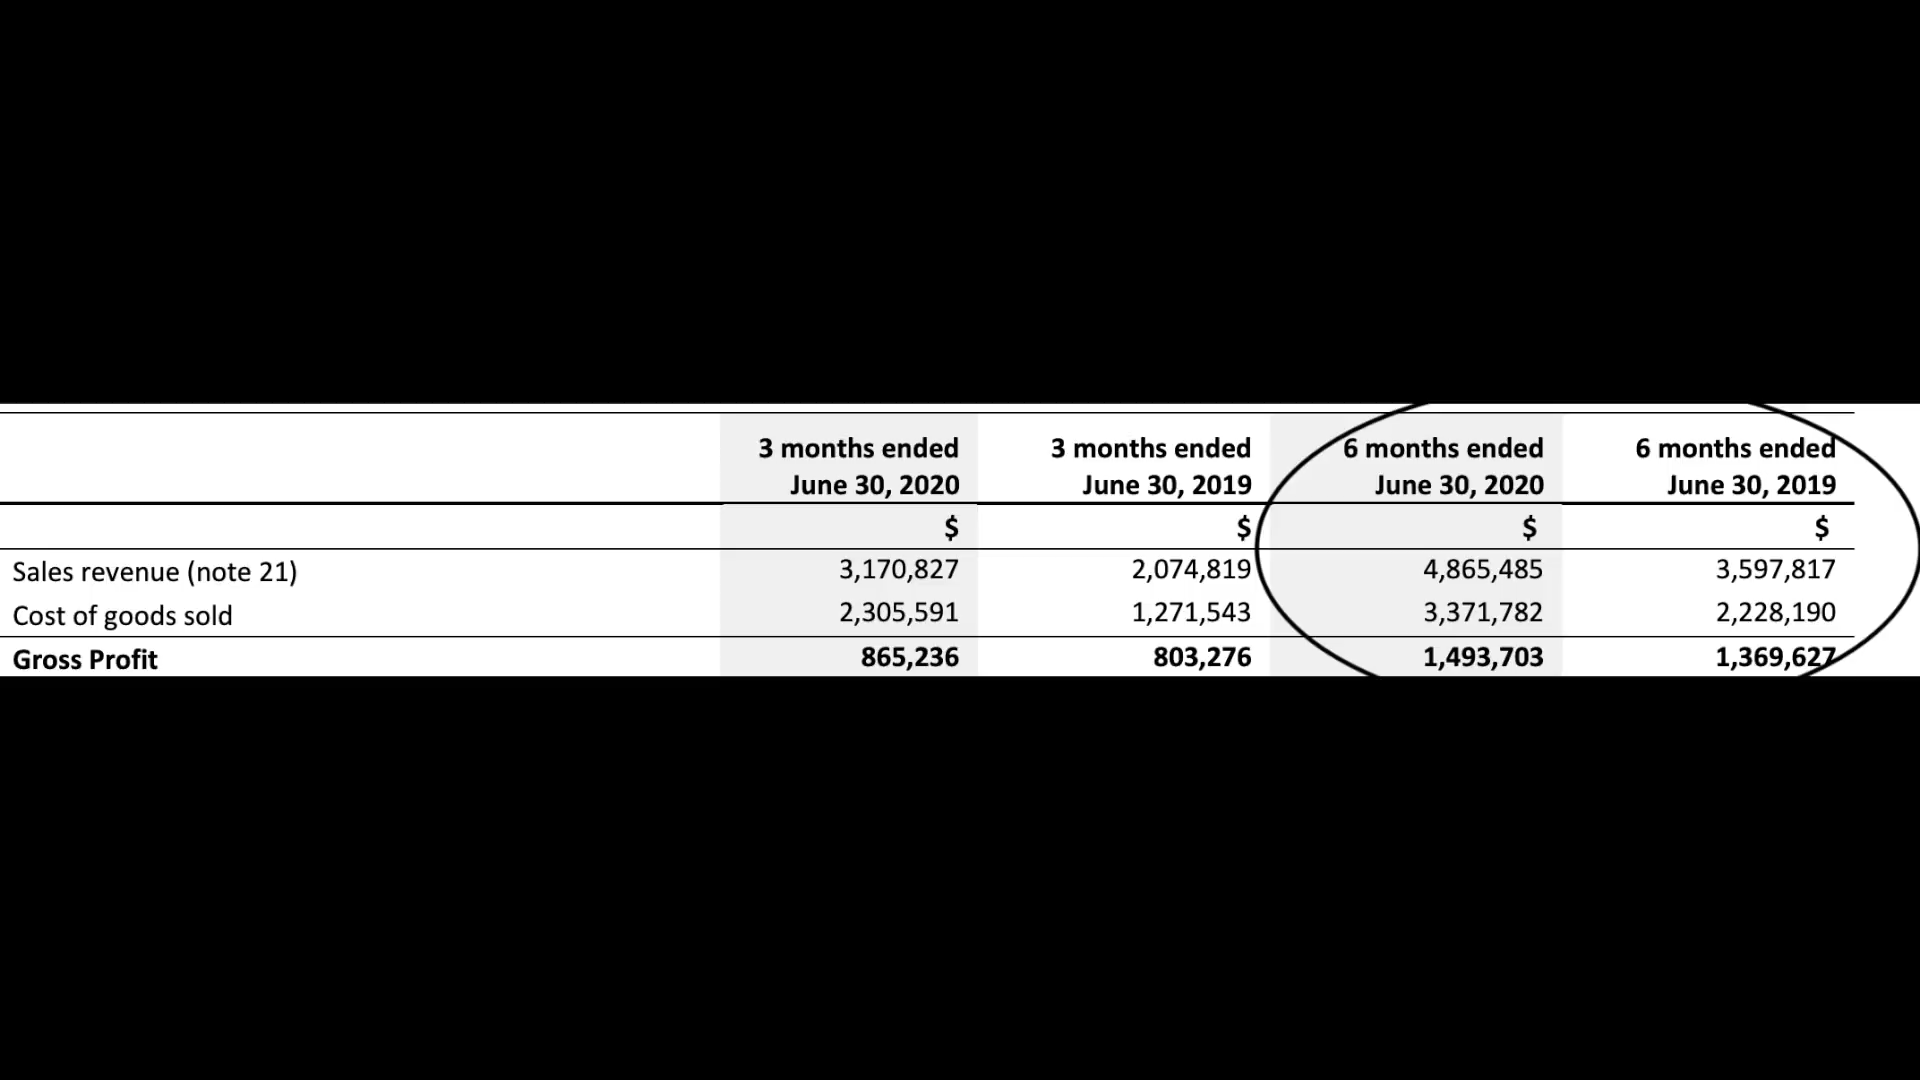 3 months ended 3 months ended 6 months ended 6 months ended
June 30, 2020 June 30, 2019 June 30, 2020 June 30, 2019
$ $ $ $
Sales revenue (note 21) 3,170,827 2,074,819 4,865,485 3,597,817
Cost of goods sold 2,305,591 1,271,543 3,371,782 2,228,190
Gross Profit 865,236 803,276 1,493,703 1,369,627